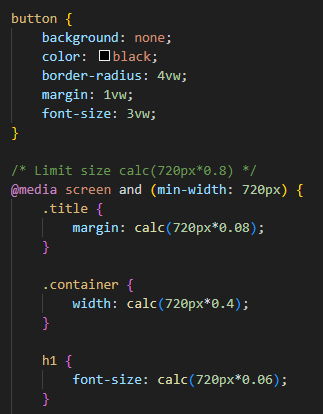 button {
    background: none;
    color: black;
    border-radius: 4vw;
    margin: 1vw;
    font-size: 3vw;
}

/* Limit size calc(720px*0.8) */
@media screen and (min-width: 720px) {
    .title {
        margin: calc(720px*0.08);
    }

    .container {
        width: calc(720px*0.4);
    }

    h1 {
        font-size: calc(720px*0.06);
    }